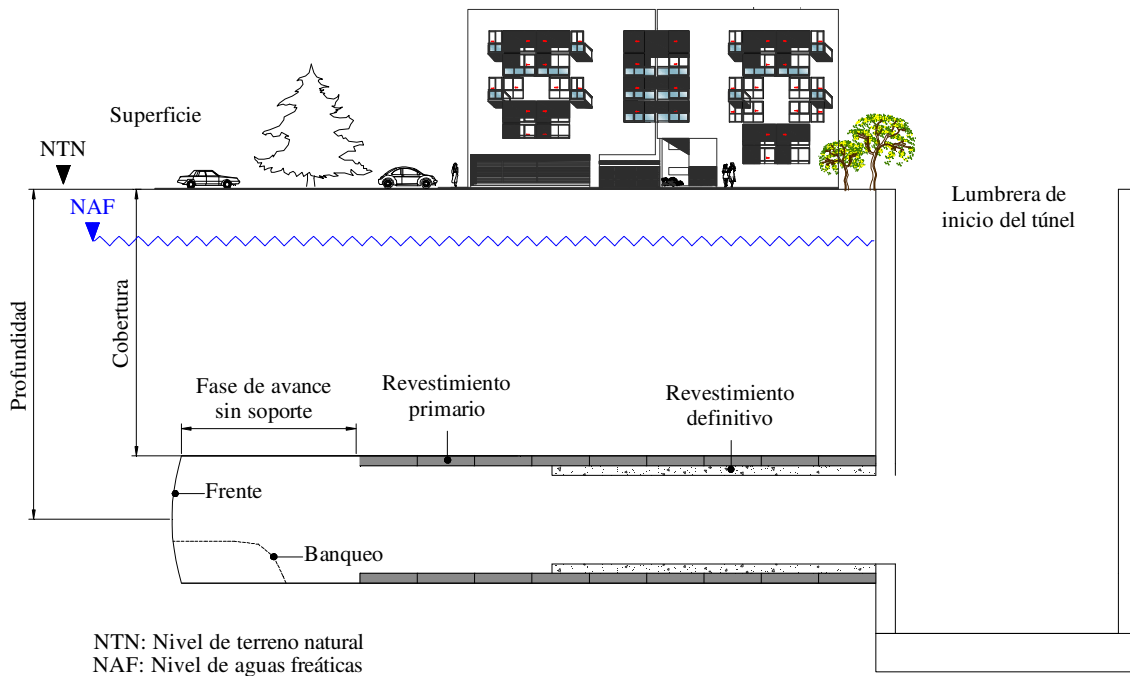 Superficie
NTN
NAF
Lumbrera de
inicio del túnel
Profundidad
Cobertura
Fase de avance
sin soporte
Revestimiento
primario
Revestimiento
definitivo
Frente
Banqueo
NTN: Nivel de terreno natural
NAF: Nivel de aguas freáticas